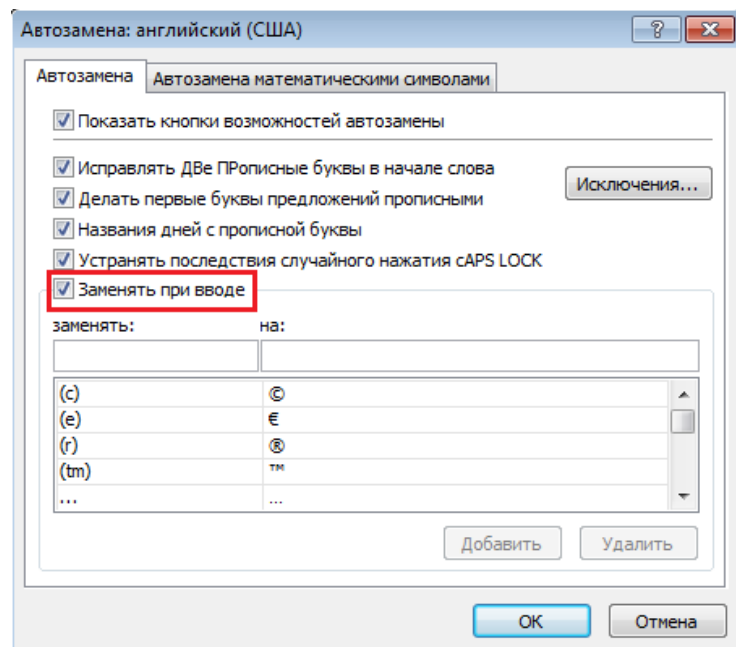 Автозамена: английский (США)
?
Автозамена Автозамена математическими символами
Показать кнопки возможностей автозамены
Исправлять ДВе ПРописные буквы в начале слова
Исключения...
Делать первые буквы предложений прописными
Названия дней с прописной буквы
Устранять последствия случайного нажатия cAPS LOCK
Заменять при вводе
заменять: на:
(c) ©
(e) €
(r) ®
(tm) ™
... …
Добавить Удалить
ОК Отмена